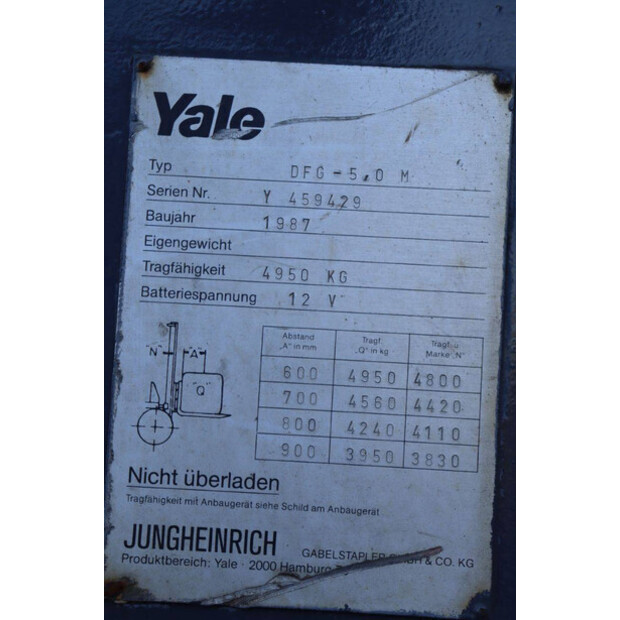 Yale
Typ DFG-5,0 M
Serien Nr. Y 459429
Baujahr 1987
Eigengewicht
Tragfähigkeit 4950 KG
Batteriespannung 12 V
Abstand Tragf. Tragf.
„A" in mm „Q" in kg Marke „N"
600 4950 4800
700 4560 4420
800 4240 4110
900 3950 3830
N A
Q
Nicht überladen
Tragfähigkeit mit Anbaugerät siehe Schild am Anbaugerät
JUNGHEINRICH GABELSTAPLER & CO. KG
Produktbereich: Yale · 2000 Hamburg